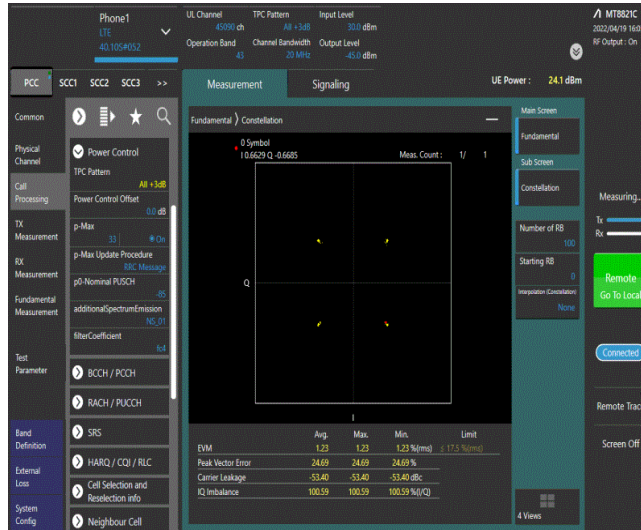 Phone1
LTE
40.10S#052
UL Channel
45090 ch
TPC Pattern
All +3dB
Input Level
30.0 dBm
Operation Band
43
Channel Bandwidth
20 MHz
Output Level
-45.0 dBm
MT8821C
2022/04/19 16:0
RF Output : On
PCC
SCC1
SCC2
SCC3
>>
Measurement
Signaling
UE Power : 24.1 dBm
Common
Physical
Channel
Call
Processing
TX
Measurement
RX
Measurement
Fundamental
Measurement
Test
Parameter
Band
Definition
External
Loss
System
Config
Power Control
TPC Pattern
All +3dB
Power Control Offset
0.0 dB
p-Max
33 On
p-Max Update Procedure
RRC Message
p0-Nominal PUSCH
-85
additionalSpectrumEmission
NS_01
filterCoefficient
fc4
BCCH / PCCH
RACH / PUCCH
SRS
HARQ / CQI / RLC
Cell Selection and
Reselection info
Neighbour Cell
Fundamental 〉 Constellation
0 Symbol
I 0.6629 Q -0.6685
Meas. Count : 1/ 1
Q
I
Avg. Max. Min. Limit
EVM 1.23 1.23 1.23 %(rms) ≤ 17.5 %(rms)
Peak Vector Error 24.69 24.69 24.69 %
Carrier Leakage -53.40 -53.40 -53.40 dBc
IQ Imbalance 100.59 100.59 100.59 %(I/Q)
Main Screen
Fundamental
Sub Screen
Constellation
Number of RB
100
Starting RB
0
Interpolation (Constellation)
None
4 Views
Measuring...
Tx
Rx
Remote
Go To Local
Connected
Remote Trac
Screen Off